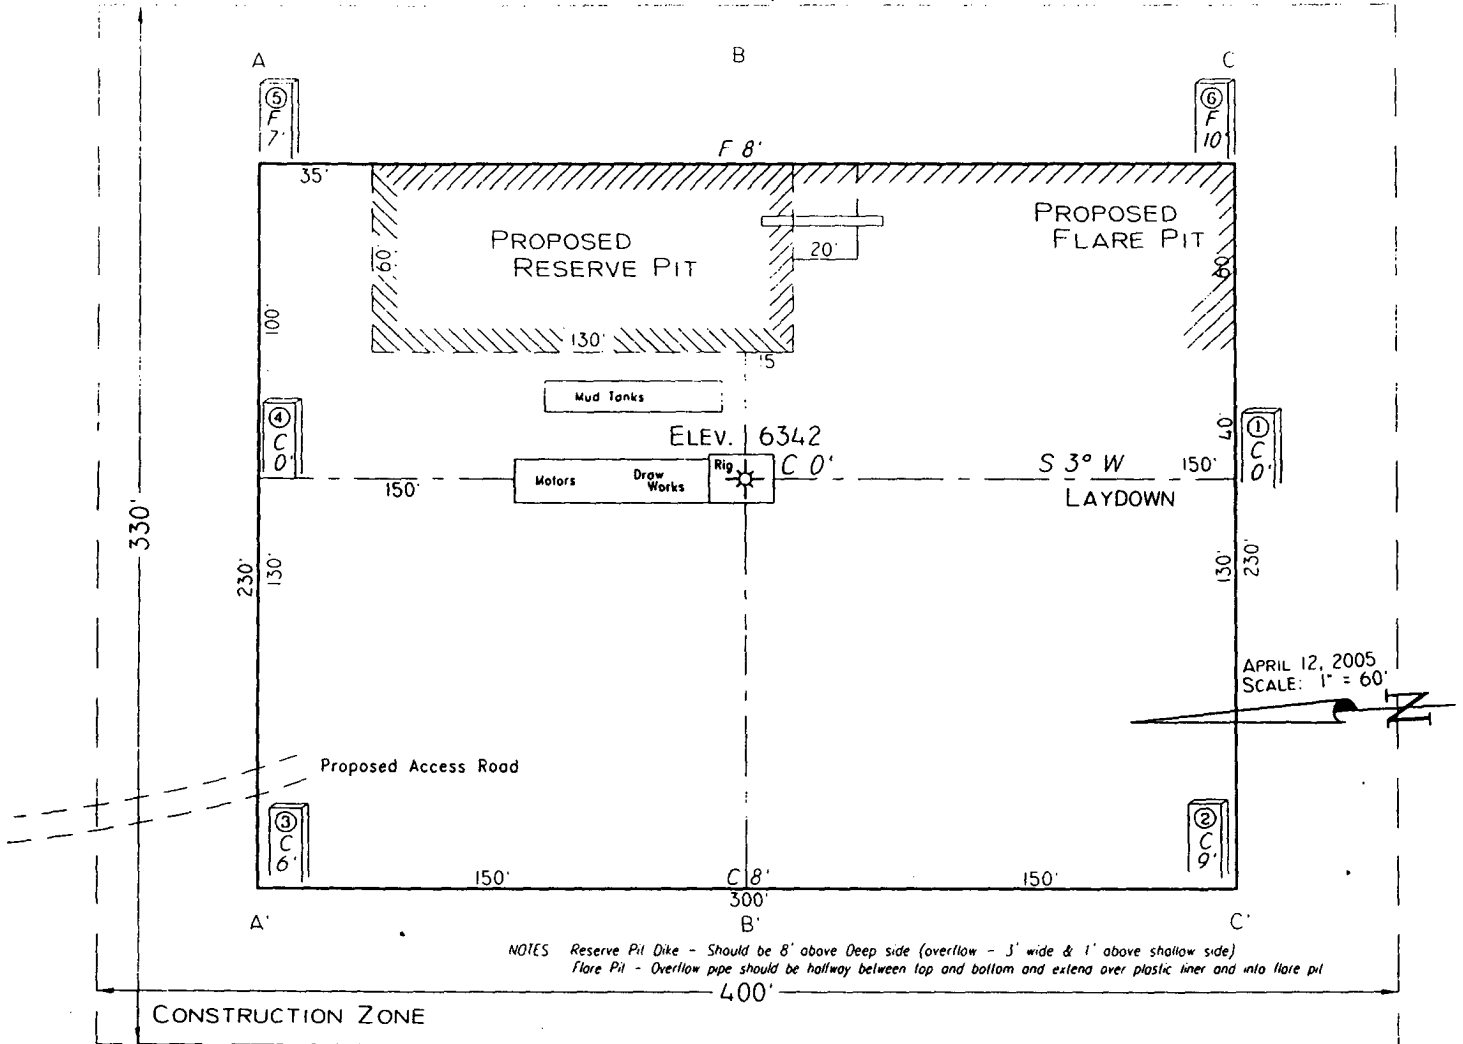 A
B
C
⑤
F
7'
⑥
F
10'
F 8'
35'
PROPOSED
RESERVE PIT
60'
130'
20'
PROPOSED
FLARE PIT
100'
15
Mud Tanks
④
C
0'
ELEV. 6342
C 0'
Rig
Motors
Draw
Works
150'
S 3° W
150'
LAYDOWN
40'
①
C
0'
330'
230'
130'
130'
230'
APRIL 12, 2005
SCALE: 1" = 60'
N
Proposed Access Road
③
C
6'
②
C
9'
150'
C 8'
150'
300'
A'
B'
C'
NOTES Reserve Pit Dike - Should be 8' above Deep side (overflow - 3' wide & 1' above shallow side)
Flare Pit - Overflow pipe should be halfway between top and bottom and extend over plastic liner and into flare pit
400'
CONSTRUCTION ZONE